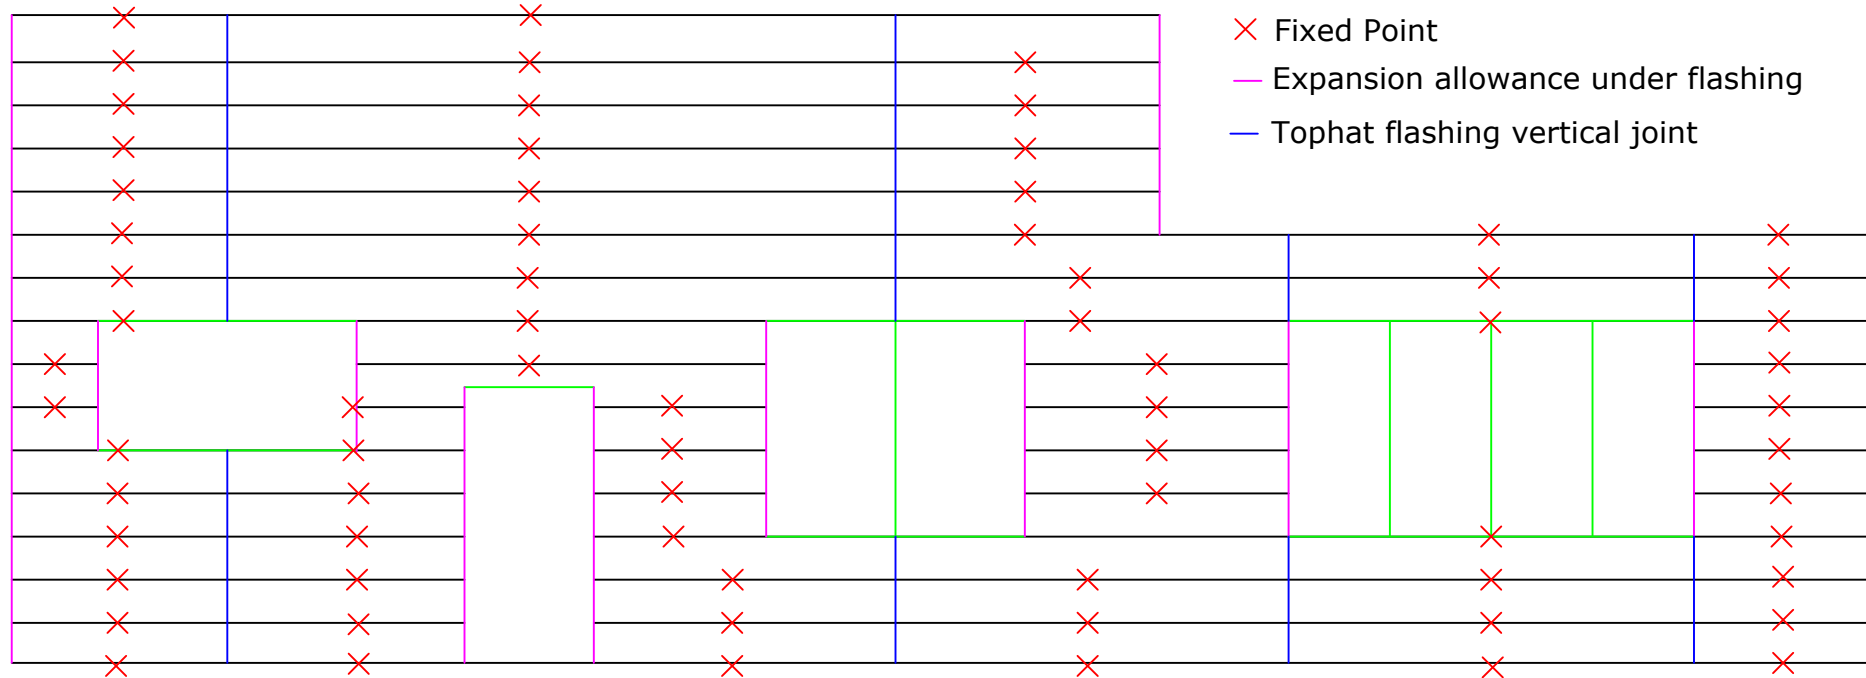 Fixed Point
Expansion allowance under flashing
Tophat flashing vertical joint